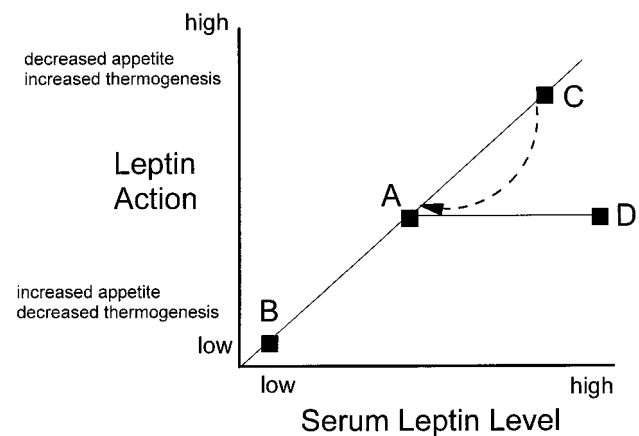 high
decreased appetite
increased thermogenesis
C
Leptin
Action
A
D
increased appetite
decreased thermogenesis
B
low
low
high
Serum Leptin Level